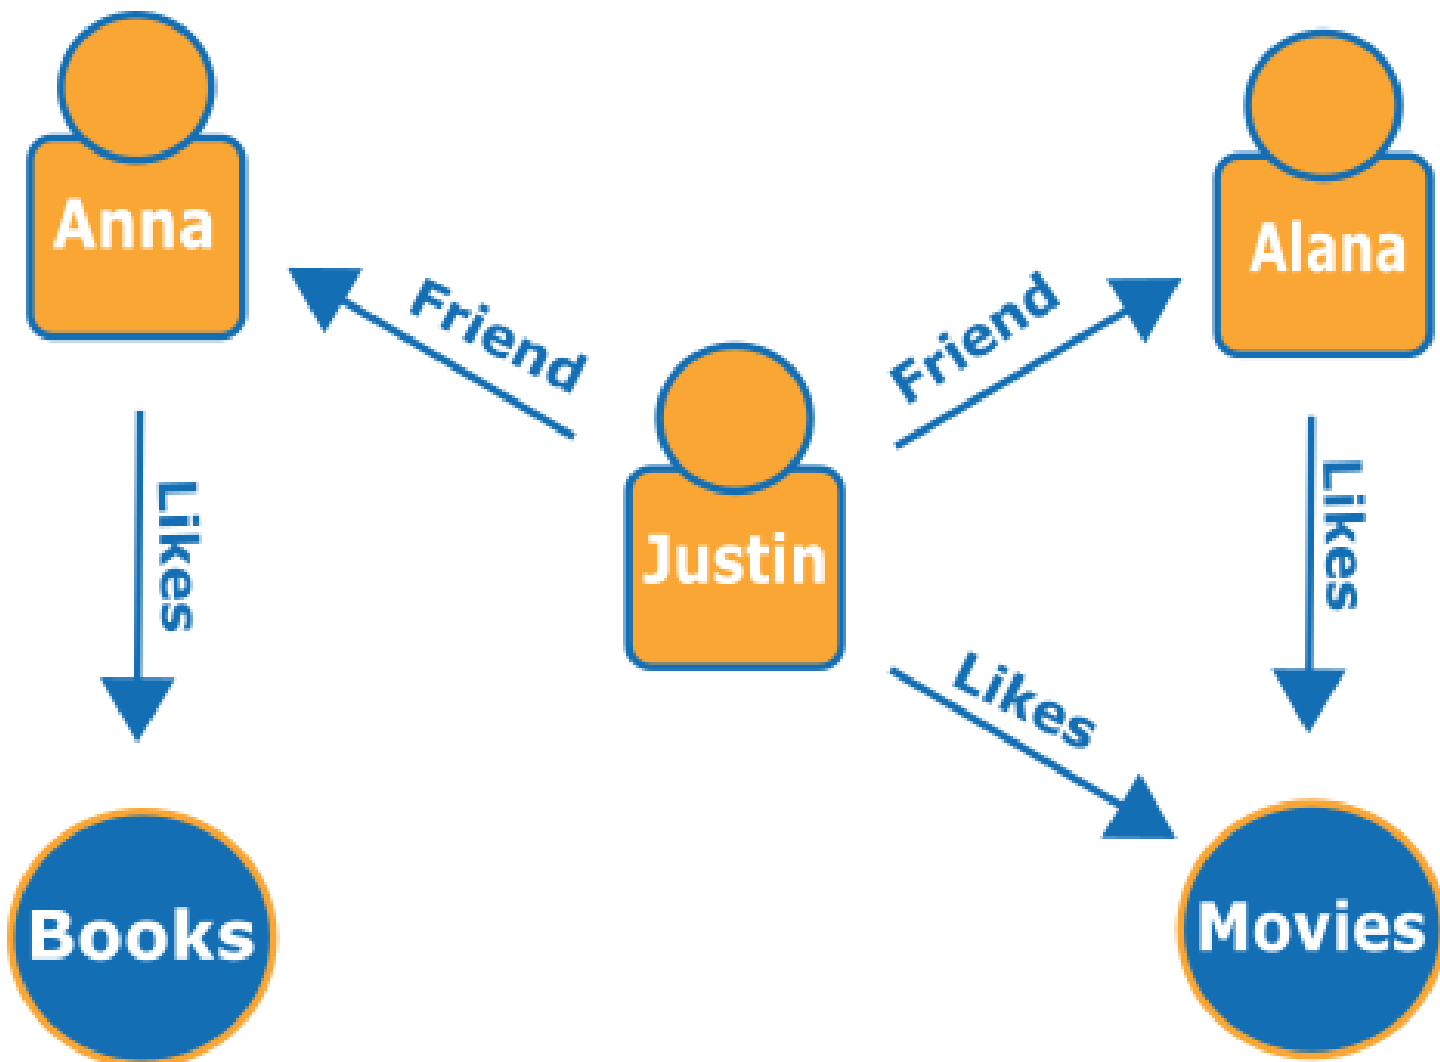 Anna
Alana
Friend
Friend
Justin
Likes
Likes
Likes
Books
Movies